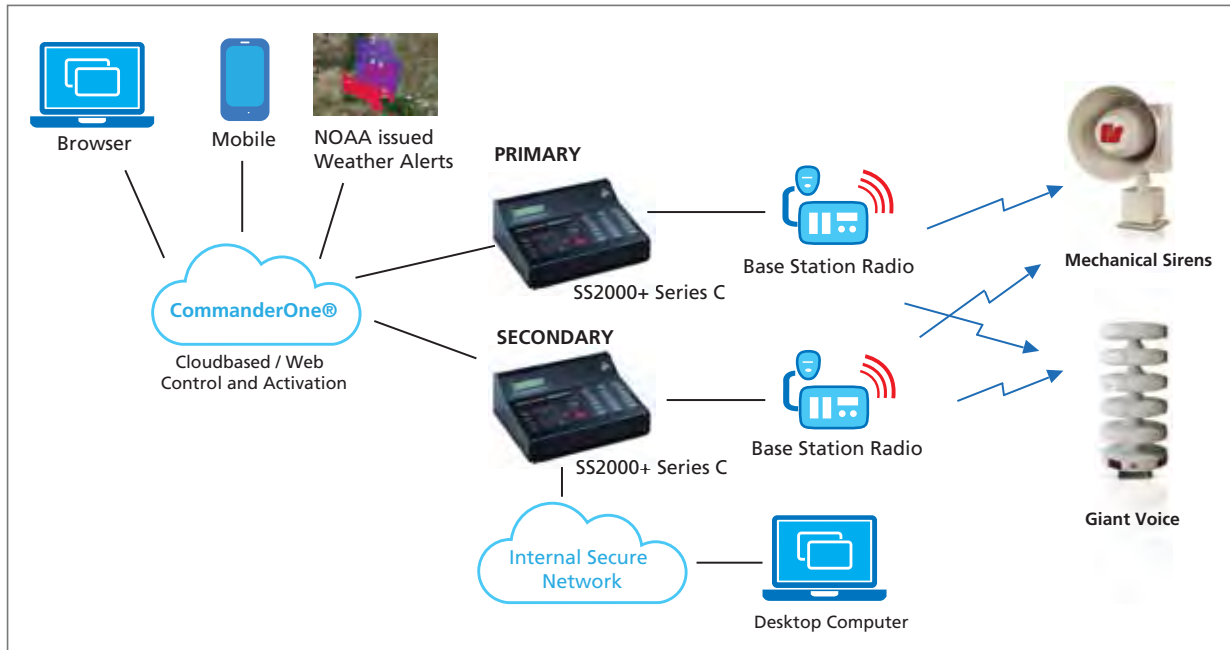 Browser
Mobile
NOAA issued
Weather Alerts
PRIMARY
SS2000+ Series C
Base Station Radio
Mechanical Sirens
CommanderOne®
Cloudbased / Web
Control and Activation
SECONDARY
SS2000+ Series C
Base Station Radio
Giant Voice
Internal Secure
Network
Desktop Computer